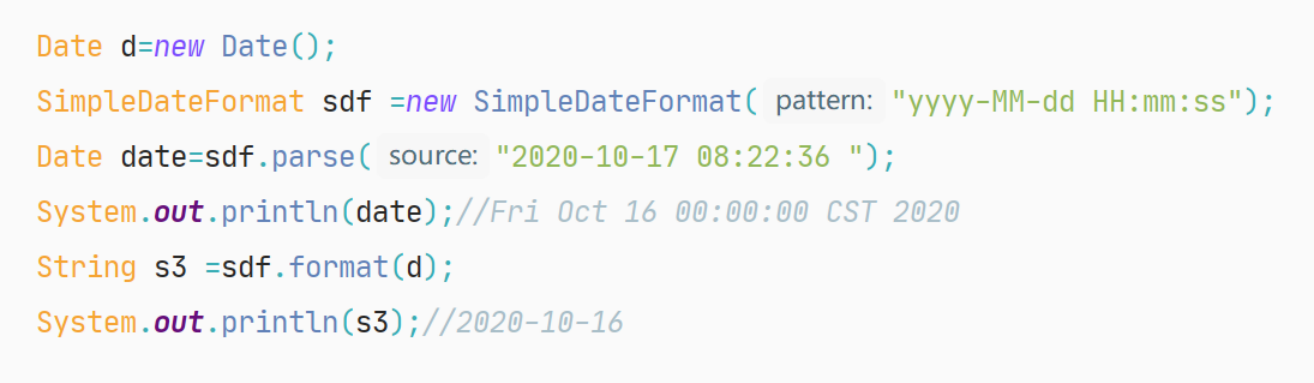 Date d=new Date();
SimpleDateFormat sdf =new SimpleDateFormat( pattern: "yyyy-MM-dd HH:mm:ss");
Date date=sdf.parse( source: "2020-10-17 08:22:36 ");
System.out.println(date);//Fri Oct 16 00:00:00 CST 2020
String s3 =sdf.format(d);
System.out.println(s3);//2020-10-16